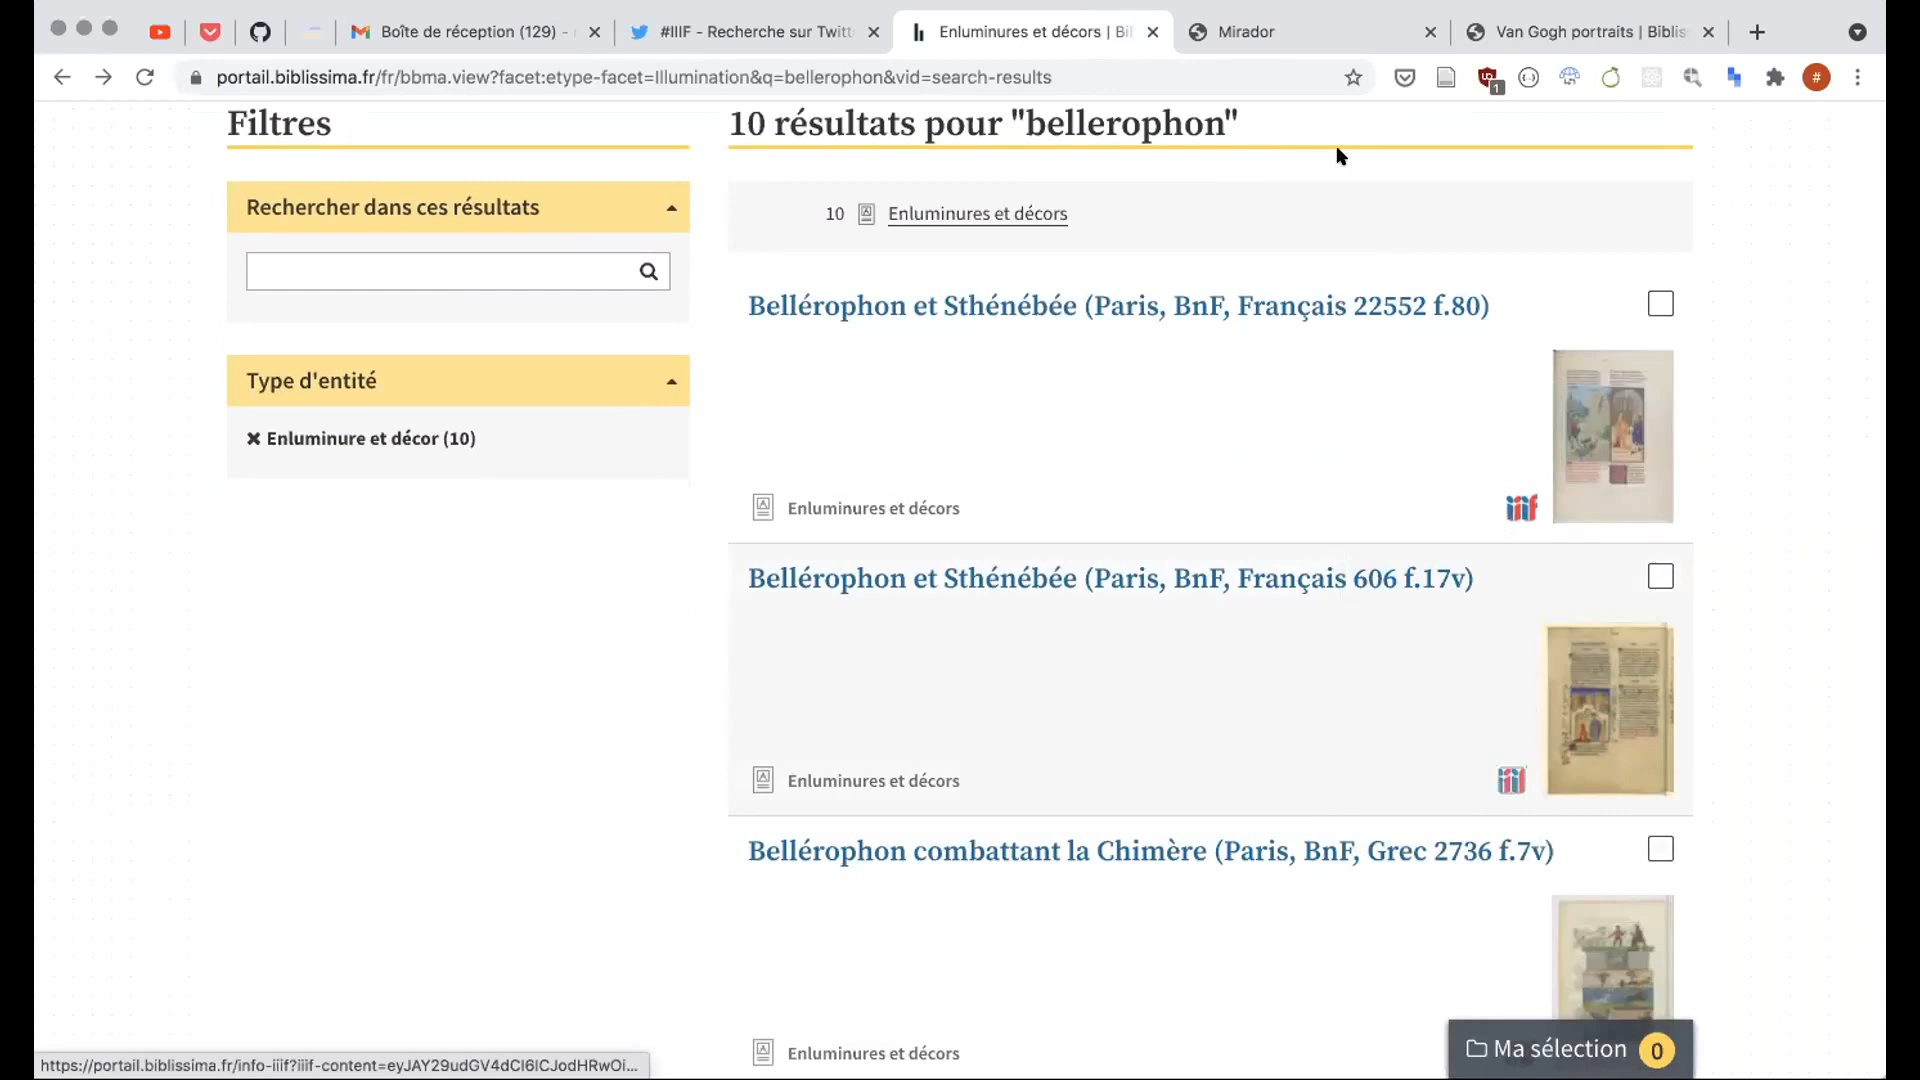 Boîte de réception (129) -
#IIIF - Recherche sur Twitt
Enluminures et décors | Bi
Mirador
Van Gogh portraits | Biblis
portail.biblissima.fr/fr/bbma.view?facet:etype-facet=Illumination&q=bellerophon&vid=search-results
1
#
Filtres
10 résultats pour "bellerophon"
Rechercher dans ces résultats
10 Enluminures et décors
Type d'entité
Enluminure et décor (10)
Bellérophon et Sthénébée (Paris, BnF, Français 22552 f.80)
Enluminures et décors
iiif
Bellérophon et Sthénébée (Paris, BnF, Français 606 f.17v)
Enluminures et décors
iiif
Bellérophon combattant la Chimère (Paris, BnF, Grec 2736 f.7v)
Enluminures et décors
Ma sélection 0
https://portail.biblissima.fr/info-iiif?iiif-content=eyJAY29udGV4dCI6ICJodHRwOi...